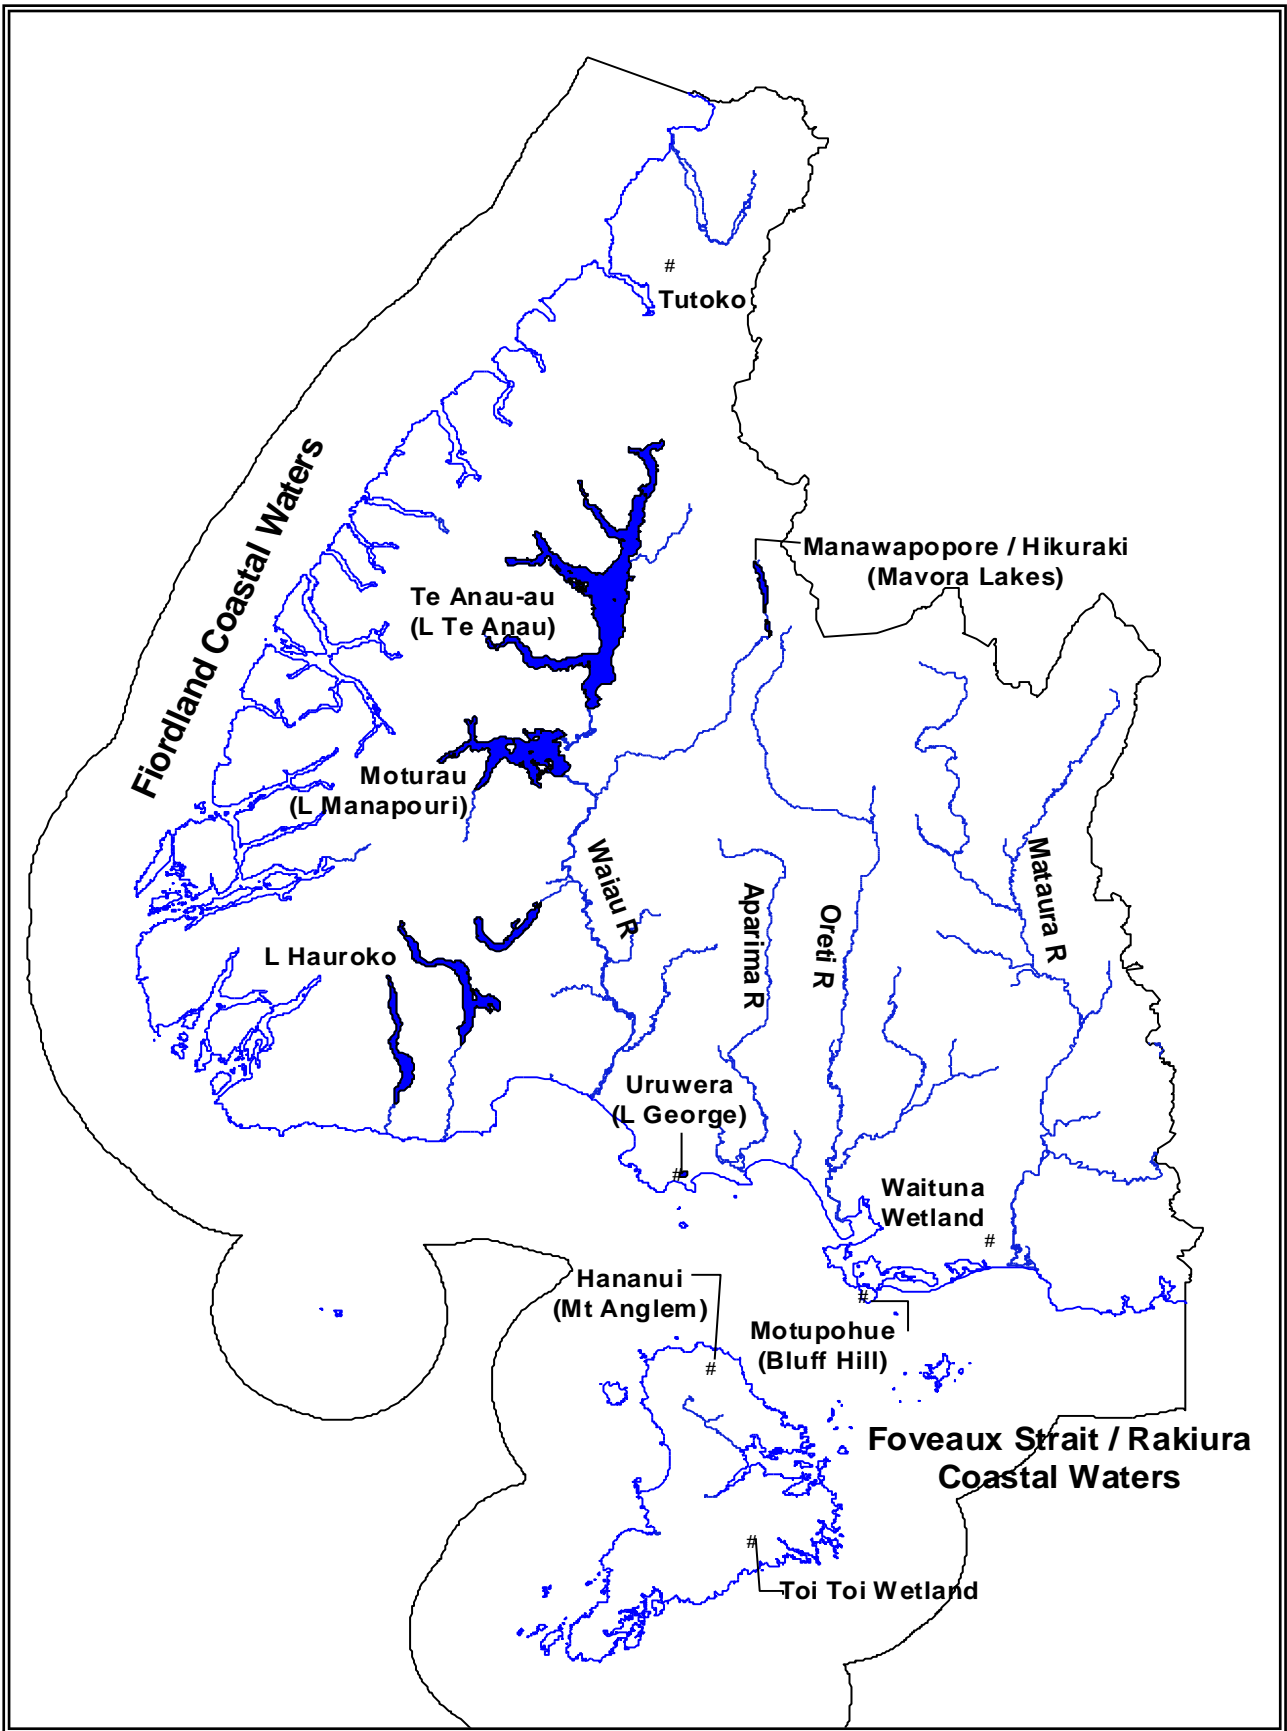 Tutoko
Fiordland Coastal Waters
Manawapopore / Hikuraki
(Mavora Lakes)
Te Anau-au
(L Te Anau)
Moturau
(L Manapouri)
Waiau R
Aparima R
Oreti R
Mataura R
L Hauroko
Uruwera
(L George)
Waituna
Wetland
Hananui
(Mt Anglem)
Motupohue
(Bluff Hill)
Foveaux Strait / Rakiura
Coastal Waters
Toi Toi Wetland